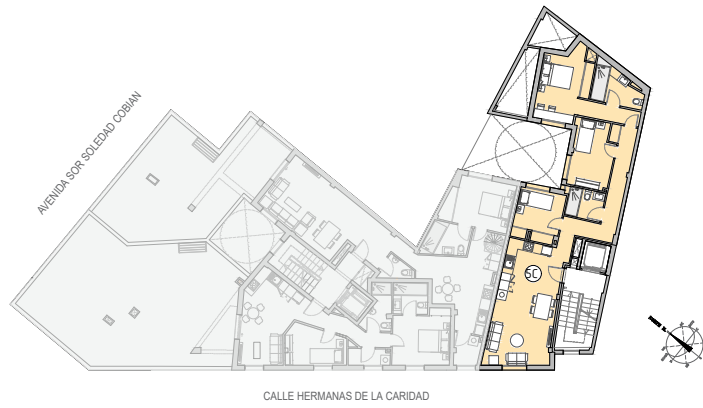 AVENIDA SOR SOLEDAD COBIAN
5C
CALLE HERMANAS DE LA CARIDAD